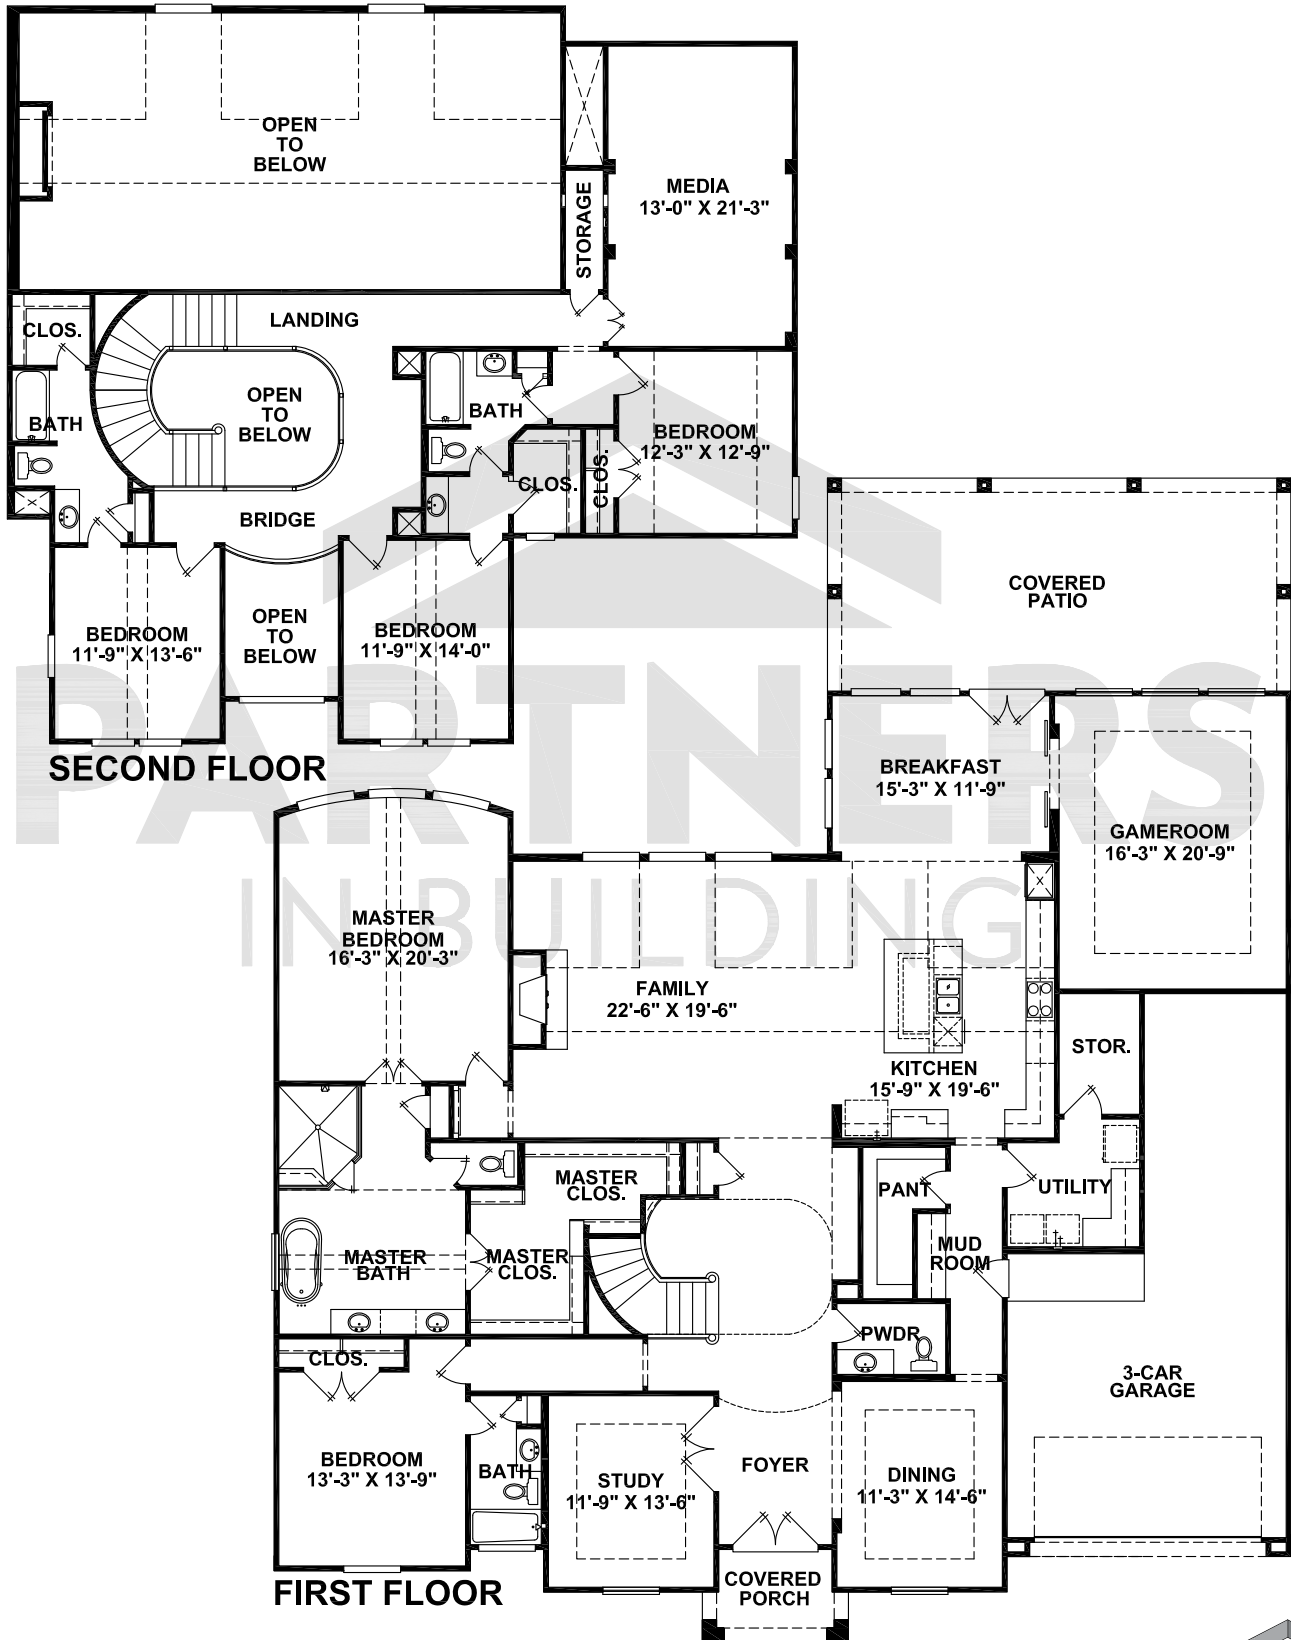 OPEN
TO
BELOW
MEDIA
13'-0" X 21'-3"
STORAGE
LANDING
CLOS.
OPEN
TO
BELOW
BATH
BATH
BEDROOM
12'-3" X 12'-9"
CLOS.
CLOS.
BRIDGE
BEDROOM
11'-9" X 13'-6"
OPEN
TO
BELOW
BEDROOM
11'-9" X 14'-0"
SECOND FLOOR
PARTNERS
IN BUILDING
COVERED
PATIO
BREAKFAST
15'-3" X 11'-9"
GAMEROOM
16'-3" X 20'-9"
MASTER
BEDROOM
16'-3" X 20'-3"
FAMILY
22'-6" X 19'-6"
KITCHEN
15'-9" X 19'-6"
STOR.
MASTER
CLOS.
PANT
UTILITY
MASTER
BATH
MASTER
CLOS.
MUD
ROOM
PWDR
CLOS.
3-CAR
GARAGE
BEDROOM
13'-3" X 13'-9"
BATH
STUDY
11'-9" X 13'-6"
FOYER
DINING
11'-3" X 14'-6"
COVERED
PORCH
FIRST FLOOR